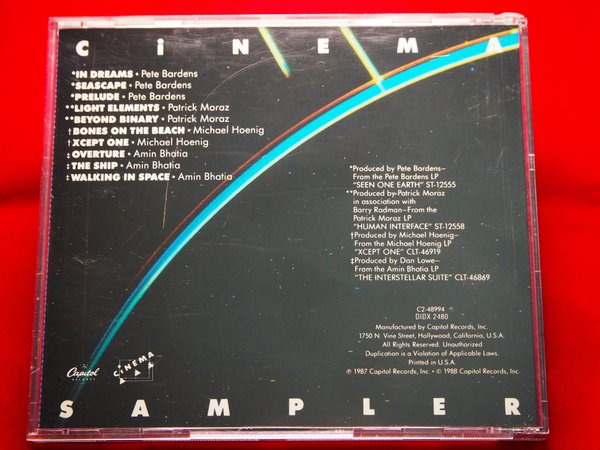 CiNEMA
*IN DREAMS • Pete Bardens
*SEASCAPE • Pete Bardens
*PRELUDE • Pete Bardens
**LIGHT ELEMENTS • Patrick Moraz
**BEYOND BINARY • Patrick Moraz
†BONES ON THE BEACH • Michael Hoenig
†XCEPT ONE • Michael Hoenig
‡OVERTURE • Amin Bhatia
‡THE SHIP • Amin Bhatia
‡WALKING IN SPACE • Amin Bhatia
*Produced by Pete Bardens–
From the Pete Bardens LP
"SEEN ONE EARTH" ST-12555
**Produced by Patrick Moraz
in association with
Barry Radman–From the
Patrick Moraz LP
"HUMAN INTERFACE" ST-12558
†Produced by Michael Hoenig–
From the Michael Hoenig LP
"XCEPT ONE" CLT-46919
‡Produced by Dan Lowe–
From the Amin Bhatia LP
"THE INTERSTELLAR SUITE" CLT-46869
C2-48994
DIDX 2480
Manufactured by Capitol Records, Inc.
1750 N. Vine Street, Hollywood, California, U.S.A.
All Rights Reserved. Unauthorized
Duplication is a Violation of Applicable Laws.
Printed in U.S.A.
℗ 1987 Capitol Records, Inc. • © 1988 Capitol Records, Inc.
Capitol
RECORDS
CiNEMA
SAMPLER